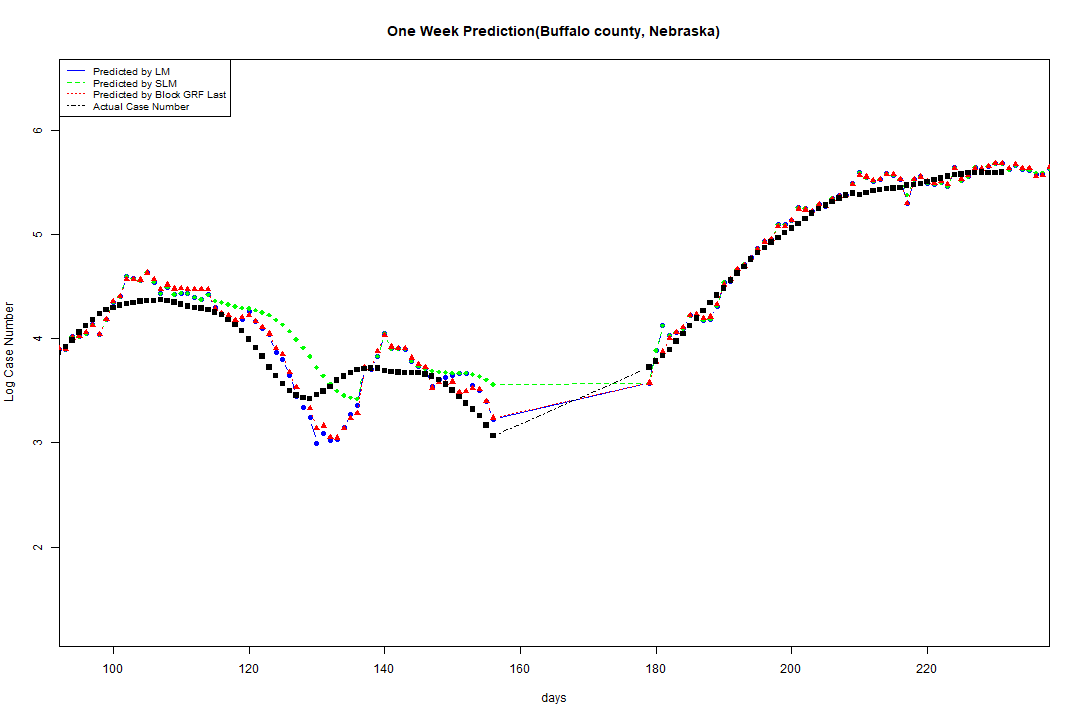 One Week Prediction(Buffalo county, Nebraska)
Predicted by LM
Predicted by SLM
Predicted by Block GRF Last
Actual Case Number
6
5
4
3
2
Log Case Number
100 120 140 160 180 200 220
days